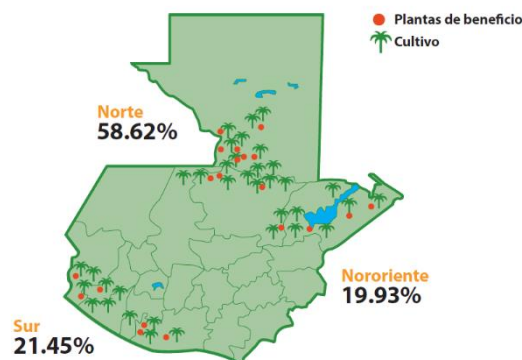 Plantas de beneficio
Cultivo
Norte
58.62%
Nororiente
19.93%
Sur
21.45%